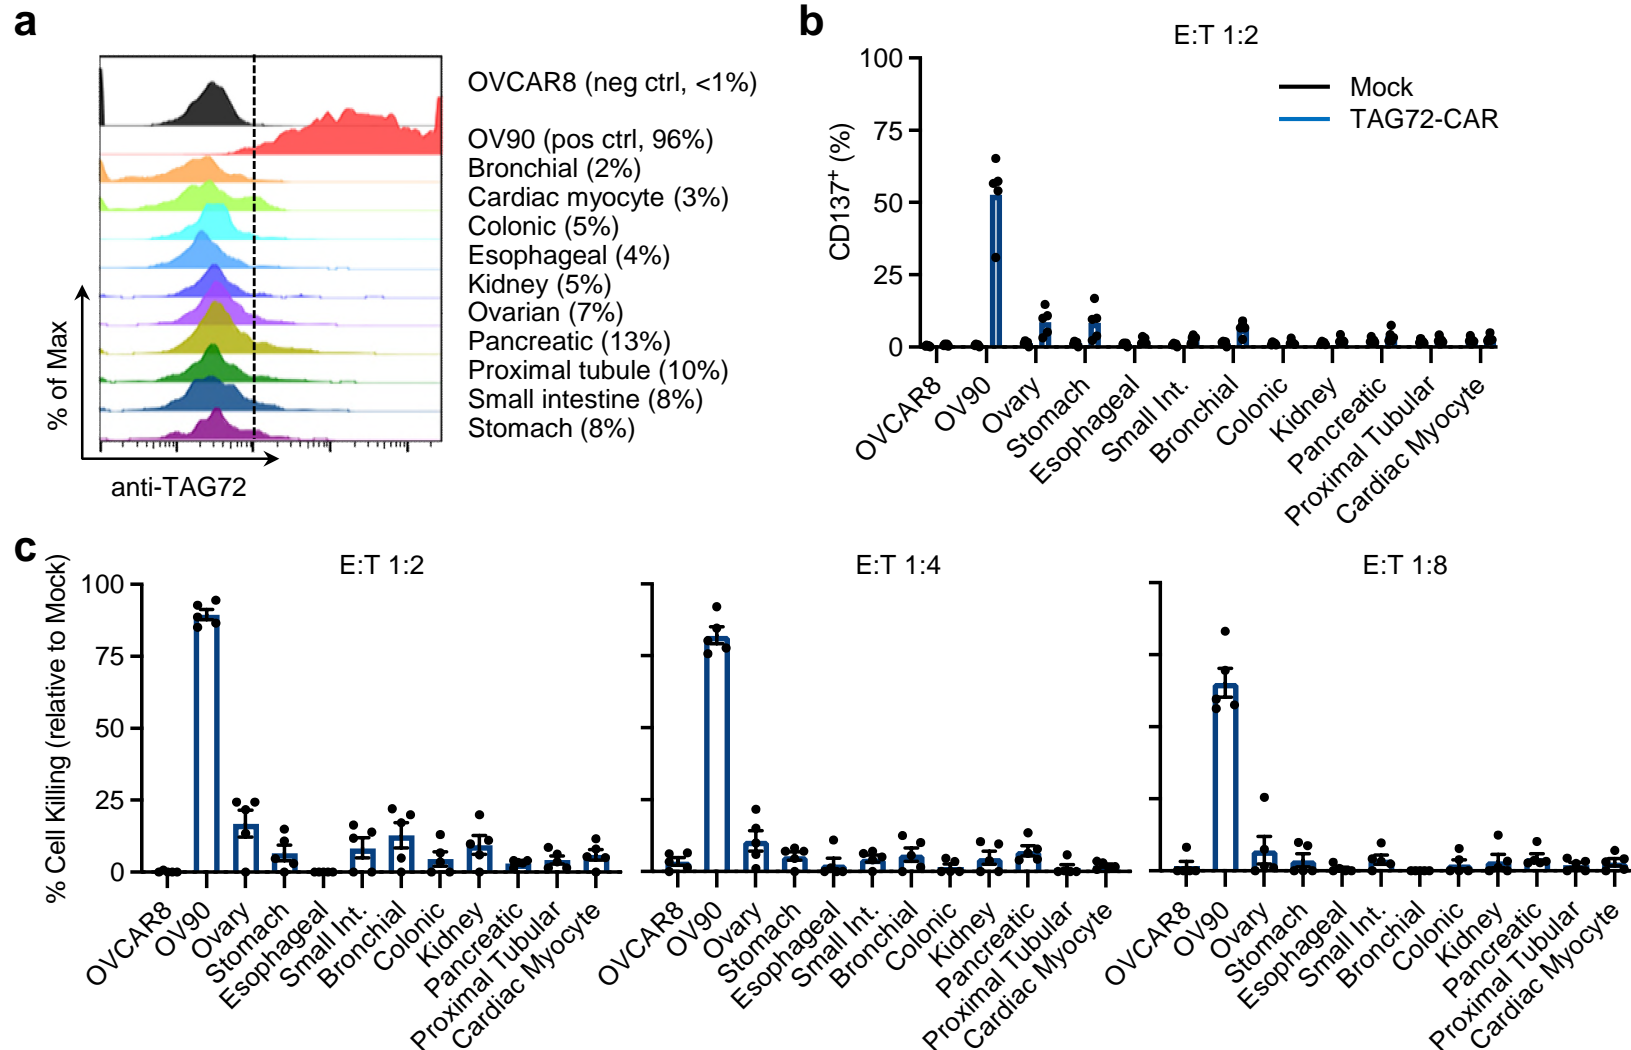 a
OVCAR8 (neg ctrl, <1%)
OV90 (pos ctrl, 96%)
Bronchial (2%)
Cardiac myocyte (3%)
Colonic (5%)
Esophageal (4%)
Kidney (5%)
Ovarian (7%)
Pancreatic (13%)
Proximal tubule (10%)
Small intestine (8%)
Stomach (8%)
% of Max
anti-TAG72
b
E:T 1:2
Mock
TAG72-CAR
CD137+ (%)
100
75
50
25
0
OVCAR8
OV90
Ovary
Stomach
Esophageal
Small Int.
Bronchial
Colonic
Kidney
Pancreatic
Proximal Tubular
Cardiac Myocyte
c
% Cell Killing (relative to Mock)
E:T 1:2
100
75
50
25
0
OVCAR8
OV90
Ovary
Stomach
Esophageal
Small Int.
Bronchial
Colonic
Kidney
Pancreatic
Proximal Tubular
Cardiac Myocyte
E:T 1:4
OVCAR8
OV90
Ovary
Stomach
Esophageal
Small Int.
Bronchial
Colonic
Kidney
Pancreatic
Proximal Tubular
Cardiac Myocyte
E:T 1:8
OVCAR8
OV90
Ovary
Stomach
Esophageal
Small Int.
Bronchial
Colonic
Kidney
Pancreatic
Proximal Tubular
Cardiac Myocyte